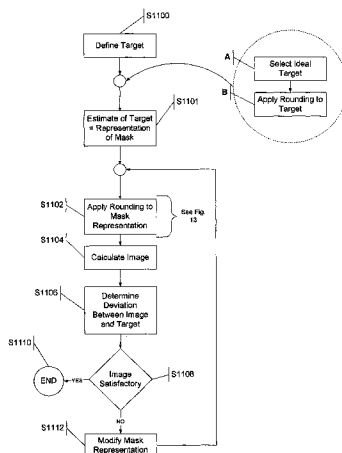 S1100
Define Target
A
Select Ideal
Target
B
Apply Rounding to
Target
Estimate of Target
= Representation
of Mask
S1101
S1102
Apply Rounding to
Mask
Representation
See Fig.
13
S1104
Calculate Image
S1106
Determine
Deviation
Between Image
and Target
S1110
END
YES
Image
Satisfactory
S1108
NO
S1112
Modify Mask
Representation